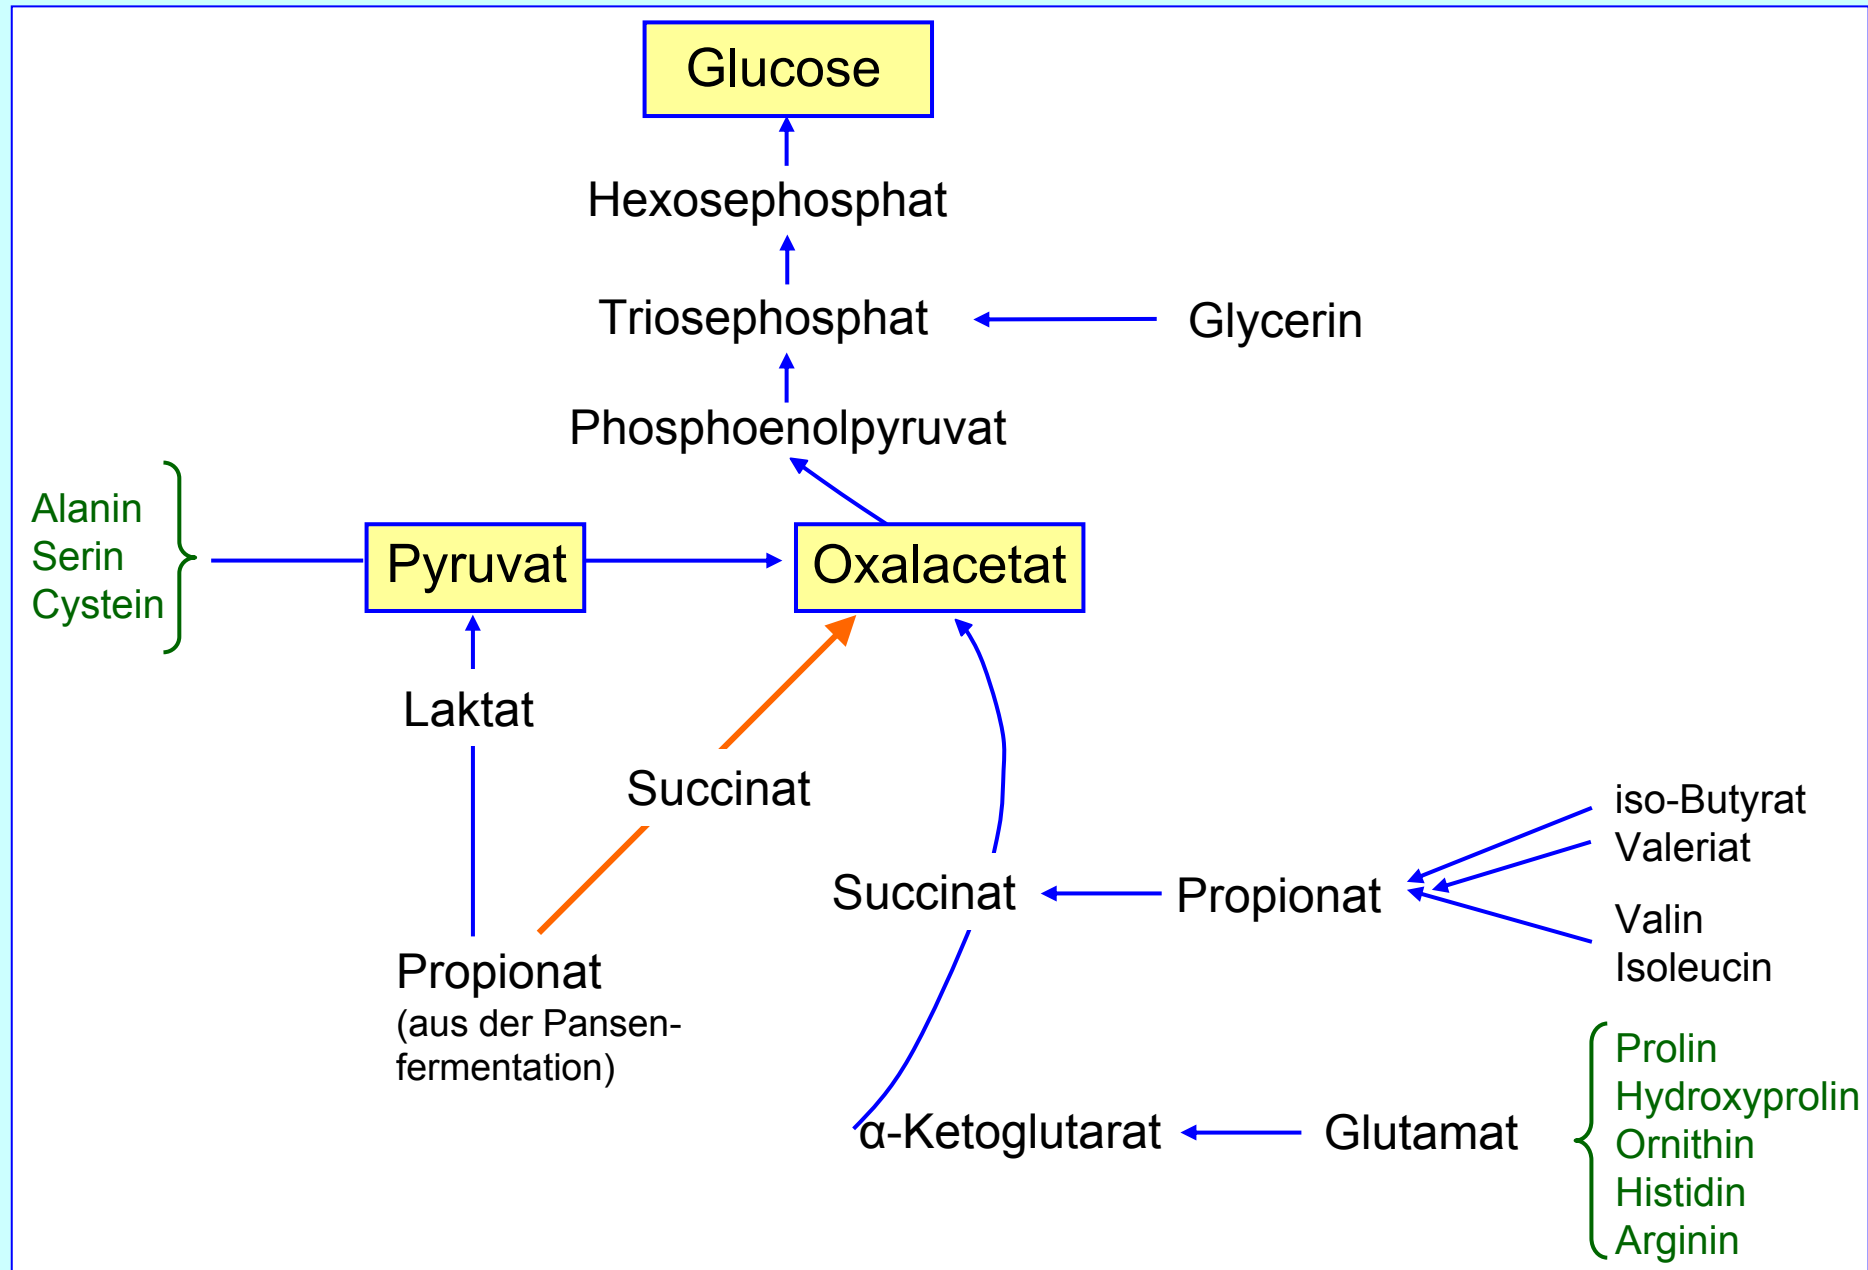 Glucose
Hexosephosphat
Triosephosphat
Glycerin
Phosphoenolpyruvat
Alanin
Serin
Cystein
Pyruvat
Oxalacetat
Laktat
Succinat
Propionat
(aus der Pansen-
fermentation)
Succinat
Propionat
iso-Butyrat
Valeriat
Valin
Isoleucin
α-Ketoglutarat
Glutamat
Prolin
Hydroxyprolin
Ornithin
Histidin
Arginin